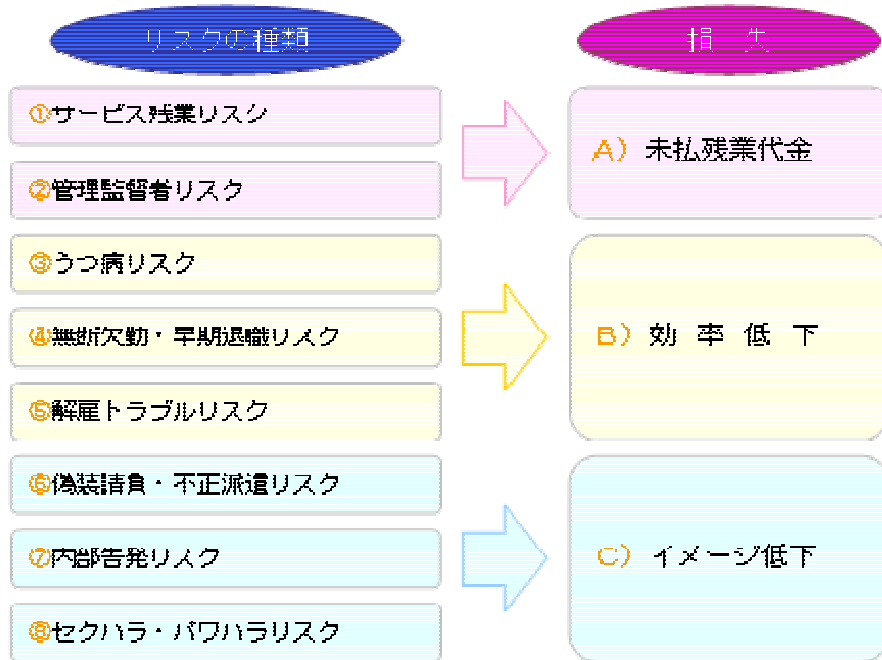 リスクの種類
損 失
①サービス残業リスク
②管理監督者リスク
A） 未払残業代金
③うつ病リスク
④無断欠勤・早期退職リスク
⑤解雇トラブルリスク
B） 効 率 低 下
⑥偽装請負・不正派遣リスク
⑦内部告発リスク
⑧セクハラ・パワハラリスク
C） イメージ低下